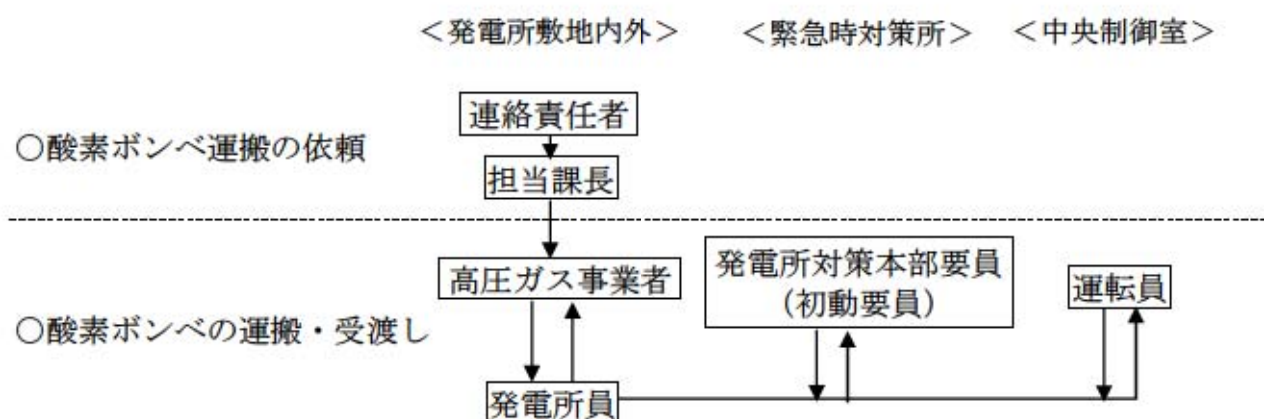 ＜発電所敷地内外＞ ＜緊急時対策所＞ ＜中央制御室＞
連絡責任者
○酸素ボンベ運搬の依頼
担当課長
高圧ガス事業者
発電所対策本部要員
（初動要員）
運転員
○酸素ボンベの運搬・受渡し
発電所員